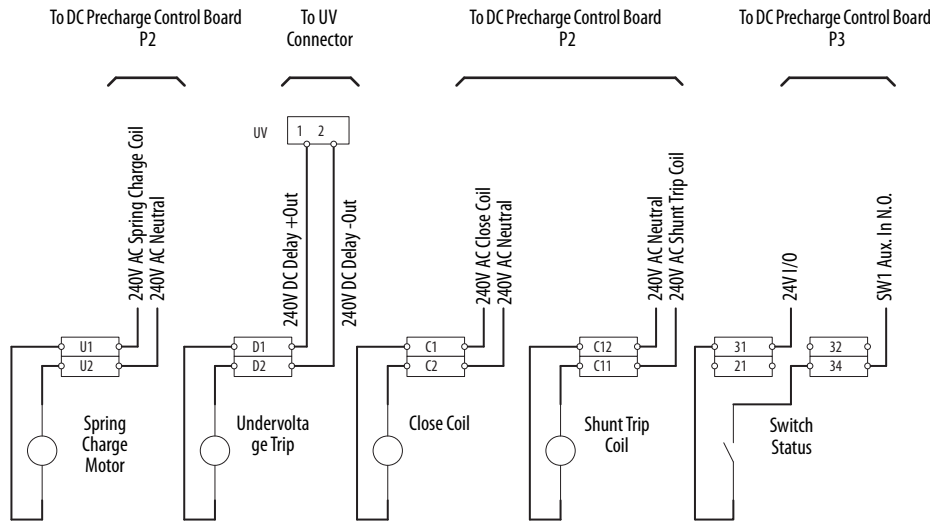 To DC Precharge Control Board
P2
To UV
Connector
To DC Precharge Control Board
P2
To DC Precharge Control Board
P3
UV
1 2
240V AC Spring Charge Coil
240V AC Neutral
240V DC Delay +Out
240V DC Delay -Out
240V AC Close Coil
240V AC Neutral
240V AC Neutral
240V AC Shunt Trip Coil
24V I/O
SW1 Aux. In N.O.
U1
U2
D1
D2
C1
C2
C12
C11
31
21
32
34
Spring
Charge
Motor
Undervolta
ge Trip
Close Coil
Shunt Trip
Coil
Switch
Status